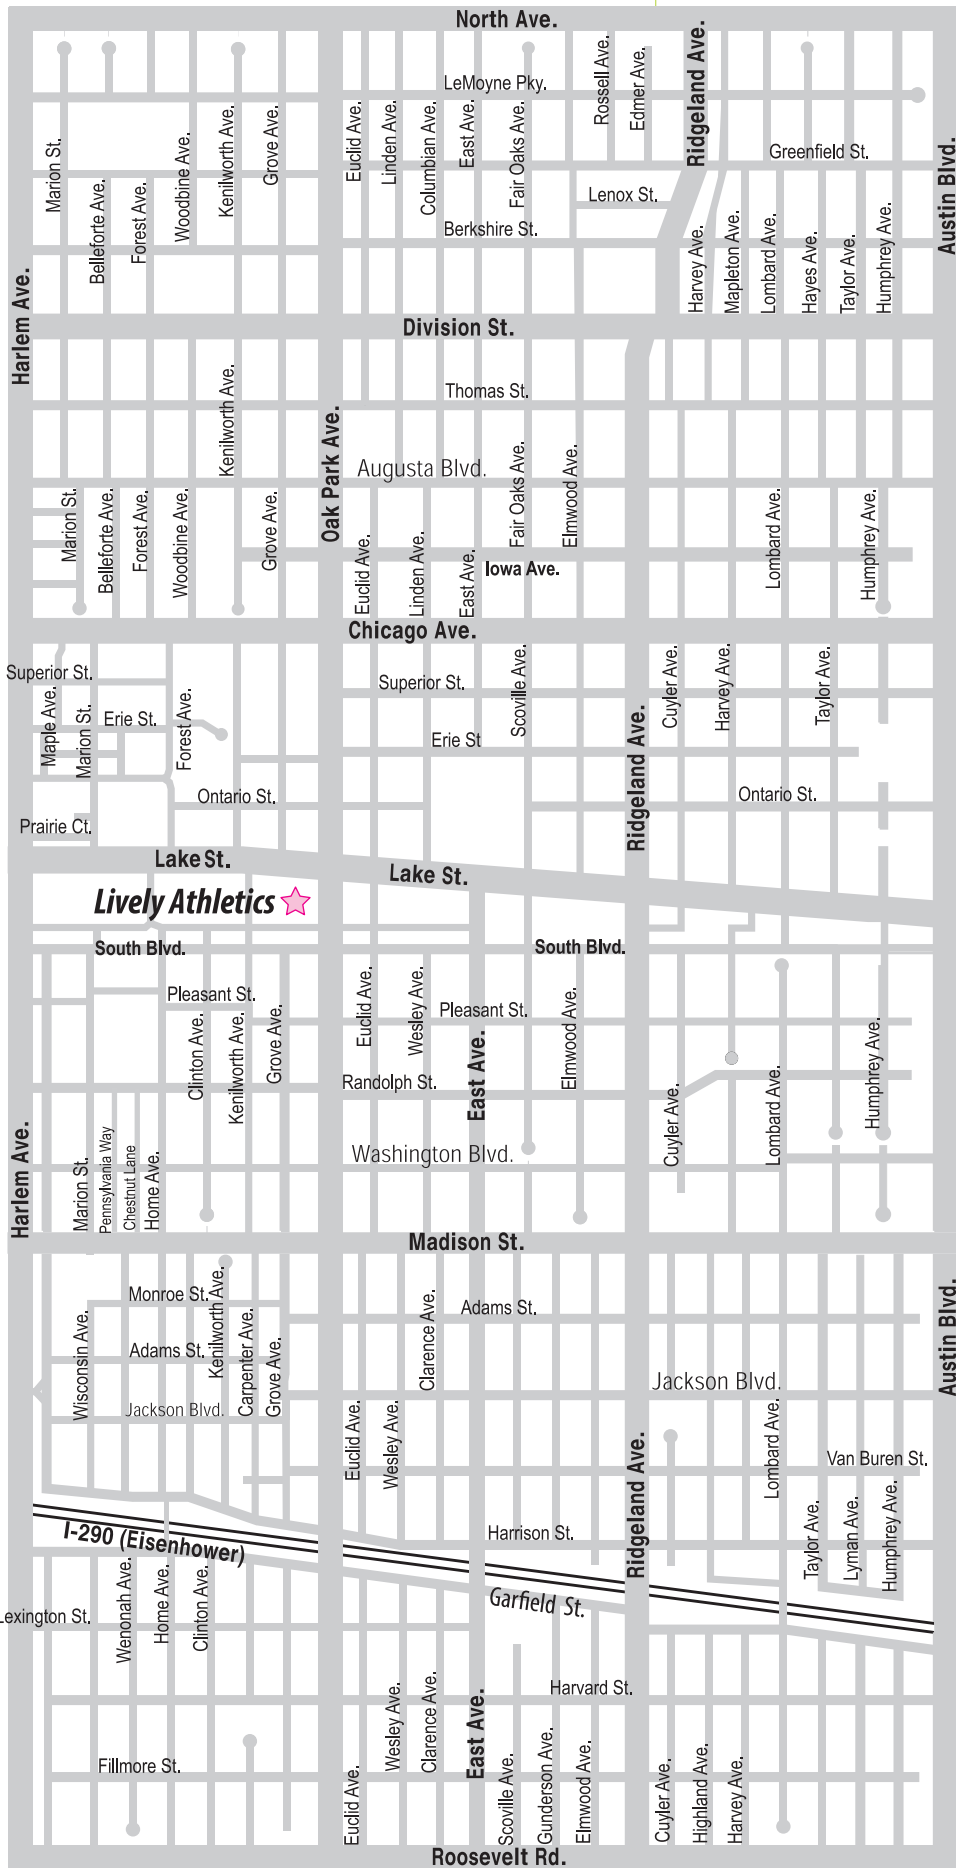 North Ave.
Rossell Ave.
Edmer Ave.
Ridgeland Ave.
LeMoyne Pky.
Marion St.
Belleforte Ave.
Forest Ave.
Woodbine Ave.
Kenilworth Ave.
Grove Ave.
Euclid Ave.
Linden Ave.
Columbian Ave.
East Ave.
Fair Oaks Ave.
Greenfield St.
Austin Blvd.
Lenox St.
Berkshire St.
Harvey Ave.
Mapleton Ave.
Lombard Ave.
Hayes Ave.
Taylor Ave.
Humphrey Ave.
Harlem Ave.
Division St.
Thomas St.
Kenilworth Ave.
Oak Park Ave.
Augusta Blvd.
Fair Oaks Ave.
Elmwood Ave.
Marion St.
Belleforte Ave.
Forest Ave.
Woodbine Ave.
Grove Ave.
Euclid Ave.
Linden Ave.
East Ave.
Iowa Ave.
Lombard Ave.
Humphrey Ave.
Chicago Ave.
Superior St.
Maple Ave.
Marion St.
Erie St.
Forest Ave.
Superior St.
Scoville Ave.
Erie St
Cuyler Ave.
Harvey Ave.
Taylor Ave.
Ridgeland Ave.
Ontario St.
Ontario St.
Prairie Ct.
Lake St.
Lake St.
Lively Athletics
South Blvd.
South Blvd.
Pleasant St.
Clinton Ave.
Kenilworth Ave.
Grove Ave.
Euclid Ave.
Wesley Ave.
Pleasant St.
East Ave.
Elmwood Ave.
Randolph St.
Cuyler Ave.
Lombard Ave.
Humphrey Ave.
Harlem Ave.
Marion St.
Pennsylvania Way
Chestnut Lane
Home Ave.
Washington Blvd.
Madison St.
Monroe St.
Kenilworth Ave.
Adams St.
Clarence Ave.
Adams St.
Wisconsin Ave.
Carpenter Ave.
Grove Ave.
Jackson Blvd.
Jackson Blvd.
Austin Blvd.
Euclid Ave.
Wesley Ave.
Ridgeland Ave.
Lombard Ave.
Van Buren St.
Taylor Ave.
Lyman Ave.
Humphrey Ave.
Harrison St.
I-290 (Eisenhower)
Garfield St.
Lexington St.
Wenonah Ave.
Home Ave.
Clinton Ave.
Harvard St.
Wesley Ave.
Clarence Ave.
East Ave.
Fillmore St.
Euclid Ave.
Scoville Ave.
Gunderson Ave.
Elmwood Ave.
Cuyler Ave.
Highland Ave.
Harvey Ave.
Roosevelt Rd.